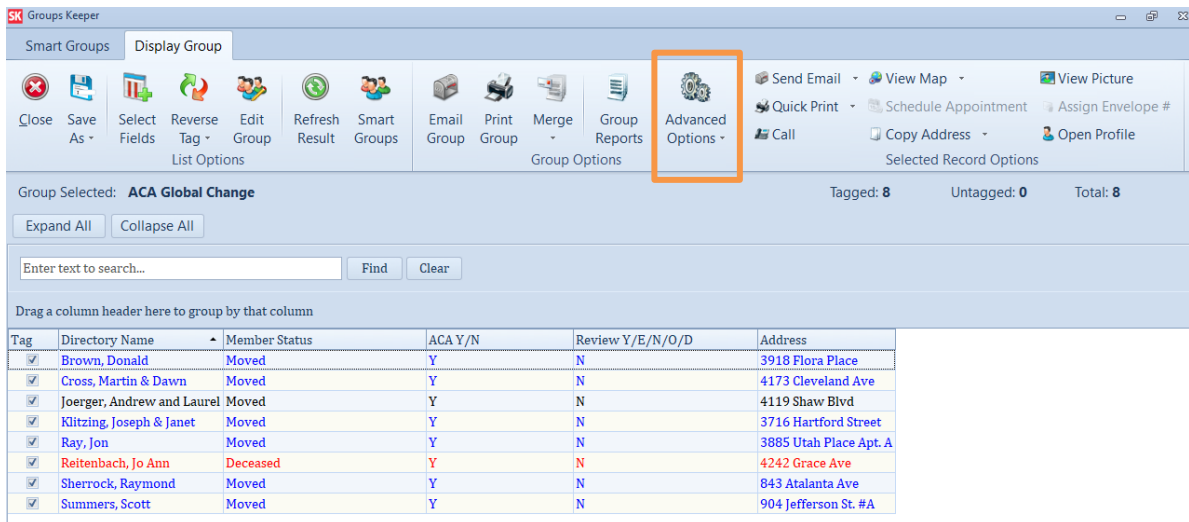 SK Groups Keeper
Smart Groups Display Group
Close Save As Select Fields Reverse Tag Edit Group Refresh Result Smart Groups Email Group Print Group Merge Group Reports Advanced Options
Send Email View Map View Picture
Quick Print Schedule Appointment Assign Envelope #
Call Copy Address Open Profile
List Options Group Options Selected Record Options
Group Selected: ACA Global Change Tagged: 8 Untagged: 0 Total: 8
Expand All Collapse All
Enter text to search... Find Clear
Drag a column header here to group by that column
Tag Directory Name Member Status ACA Y/N Review Y/E/N/O/D Address
Brown, Donald Moved Y N 3918 Flora Place
Cross, Martin & Dawn Moved Y N 4173 Cleveland Ave
Joerger, Andrew and Laurel Moved Y N 4119 Shaw Blvd
Klitzing, Joseph & Janet Moved Y N 3716 Hartford Street
Ray, Jon Moved Y N 3885 Utah Place Apt. A
Reitenbach, Jo Ann Deceased Y N 4242 Grace Ave
Sherrock, Raymond Moved Y N 843 Atalanta Ave
Summers, Scott Moved Y N 904 Jefferson St. #A